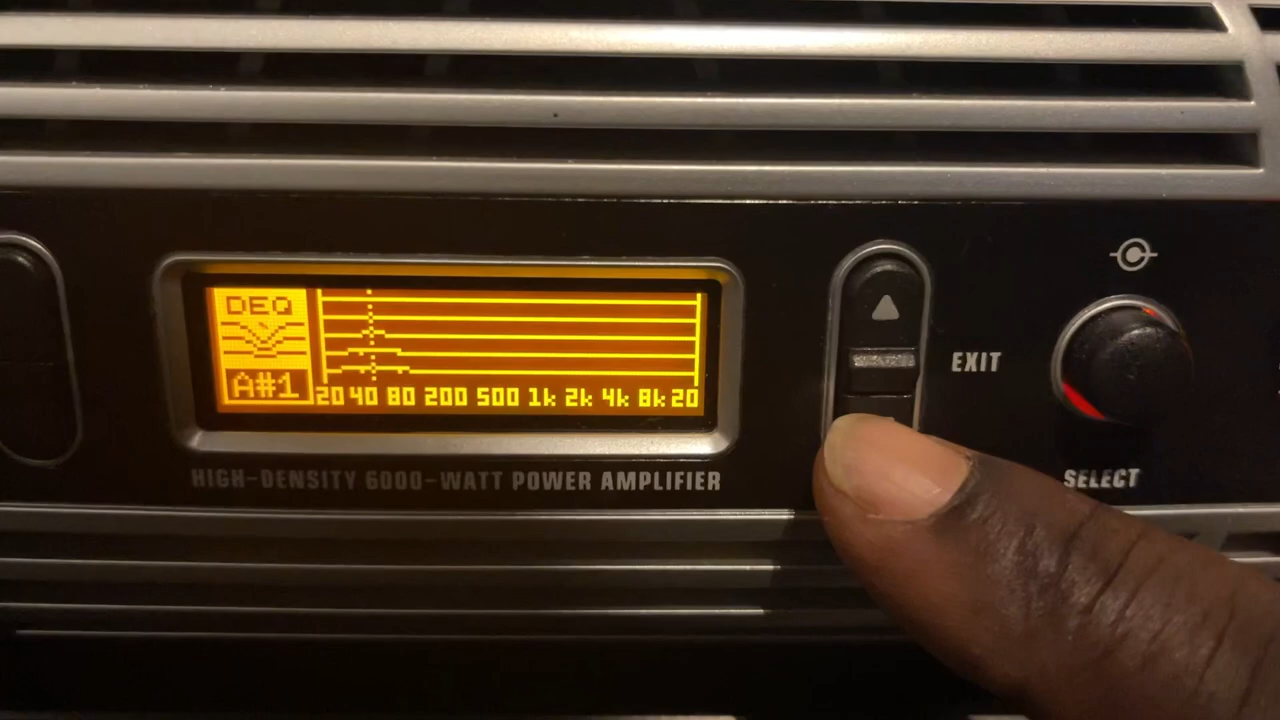 DEQ
A#1
20 40 80 200 500 1k 2k 4k 8k 20
EXIT
HIGH-DENSITY 6000-WATT POWER AMPLIFIER
SELECT